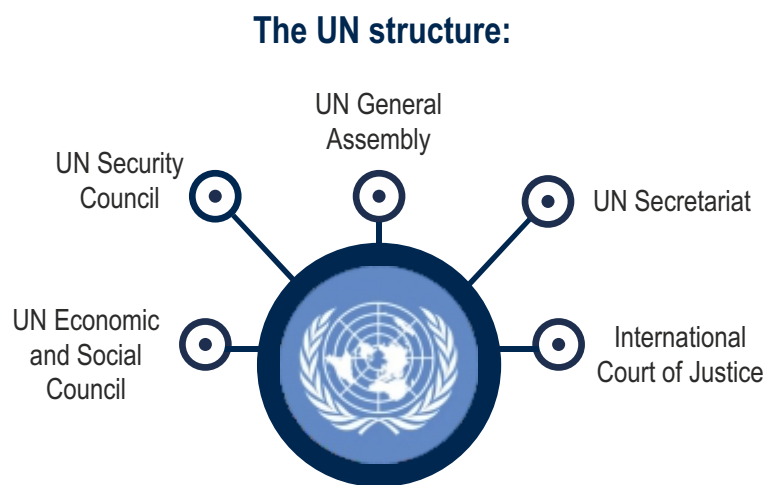 The UN structure:
UN General
Assembly
UN Security
Council
UN Secretariat
UN Economic
and Social
Council
International
Court of Justice